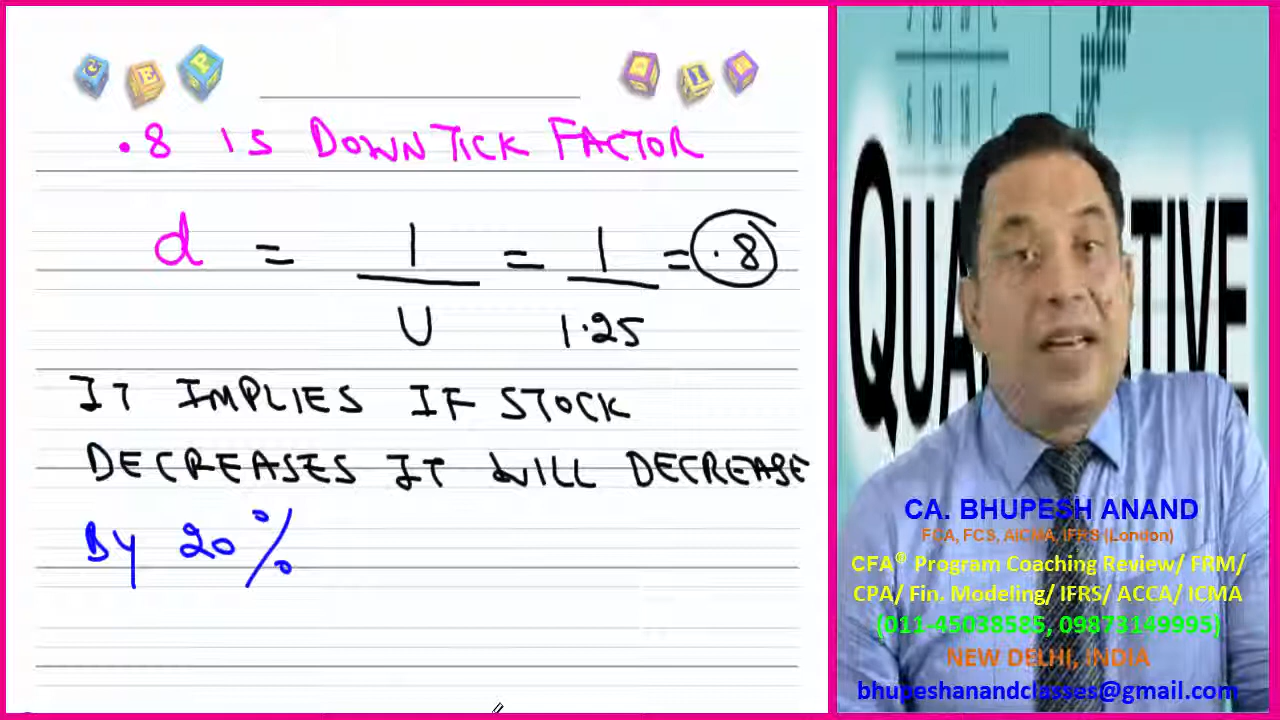 .8 IS DOWNTICK FACTOR
d = 1/U = 1/1.25 = .8
IT IMPLIES IF STOCK
DECREASES IT WILL DECREASE
By 20%
QUANTITATIVE
CA. BHUPESH ANAND
FCA, FCS, AICMA, IFRS (London)
CFA® Program Coaching Review/ FRM/
CPA/ Fin. Modeling/ IFRS/ ACCA/ ICMA
(011-45038585, 09873149995)
NEW DELHI, INDIA
bhupeshanandclasses@gmail.com